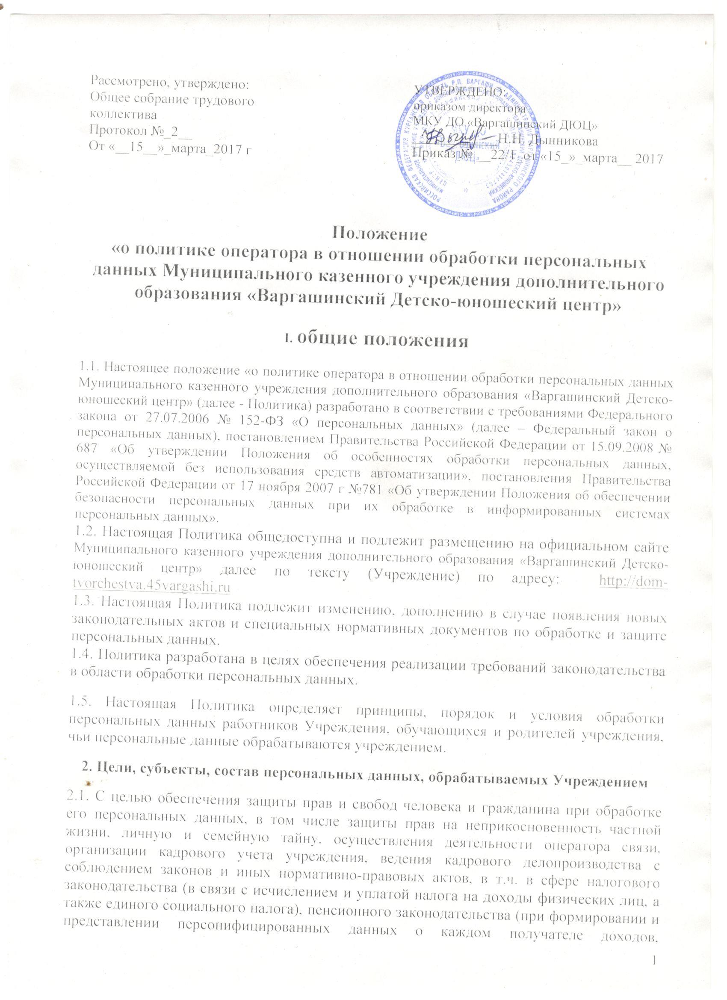 Рассмотрено, утверждено:
Общее собрание трудового
коллектива
Протокол №_2__
От «__15__»_марта_2017 г
УТВЕРЖДЕНО:
приказом директора
МКУ ДО «Варгашинский ДЮЦ»
Н.Н. Дынникова
Приказ № __22/1_от «15_»_марта__ 2017
Положение
«о политике оператора в отношении обработки персональных
данных Муниципального казенного учреждения дополнительного
образования «Варгашинский Детско-юношеский центр»
I. общие положения
1.1. Настоящее положение «о политике оператора в отношении обработки персональных данных
Муниципального казенного учреждения дополнительного образования «Варгашинский Детско-
юношеский центр» (далее - Политика) разработано в соответствии с требованиями Федерального
закона от 27.07.2006 № 152-ФЗ «О персональных данных» (далее – Федеральный закон о
персональных данных), постановлением Правительства Российской Федерации от 15.09.2008 №
687 «Об утверждении Положения об особенностях обработки персональных данных,
осуществляемой без использования средств автоматизации», постановления Правительства
Российской Федерации от 17 ноября 2007 г №781 «Об утверждении Положения об обеспечении
безопасности персональных данных при их обработке в информированных системах
персональных данных».
1.2. Настоящая Политика общедоступна и подлежит размещению на официальном сайте
Муниципального казенного учреждения дополнительного образования «Варгашинский Детско-
юношеский центр» далее по тексту (Учреждение) по адресу: http://dom-
tvorchestva.45vargashi.ru
1.3. Настоящая Политика подлежит изменению, дополнению в случае появления новых
законодательных актов и специальных нормативных документов по обработке и защите
персональных данных.
1.4. Политика разработана в целях обеспечения реализации требований законодательства
в области обработки персональных данных.
1.5. Настоящая Политика определяет принципы, порядок и условия обработки
персональных данных работников Учреждения, обучающихся и родителей учреждения,
чьи персональные данные обрабатываются учреждением.
2. Цели, субъекты, состав персональных данных, обрабатываемых Учреждением
2.1. С целью обеспечения защиты прав и свобод человека и гражданина при обработке
его персональных данных, в том числе защиты прав на неприкосновенность частной
жизни, личную и семейную тайну, осуществления деятельности оператора связи,
организации кадрового учета учреждения, ведения кадрового делопроизводства с
соблюдением законов и иных нормативно-правовых актов, в т.ч. в сфере налогового
законодательства (в связи с исчислением и уплатой налога на доходы физических лиц, а
также единого социального налога), пенсионного законодательства (при формировании и
представлении персонифицированных данных о каждом получателе доходов,
1